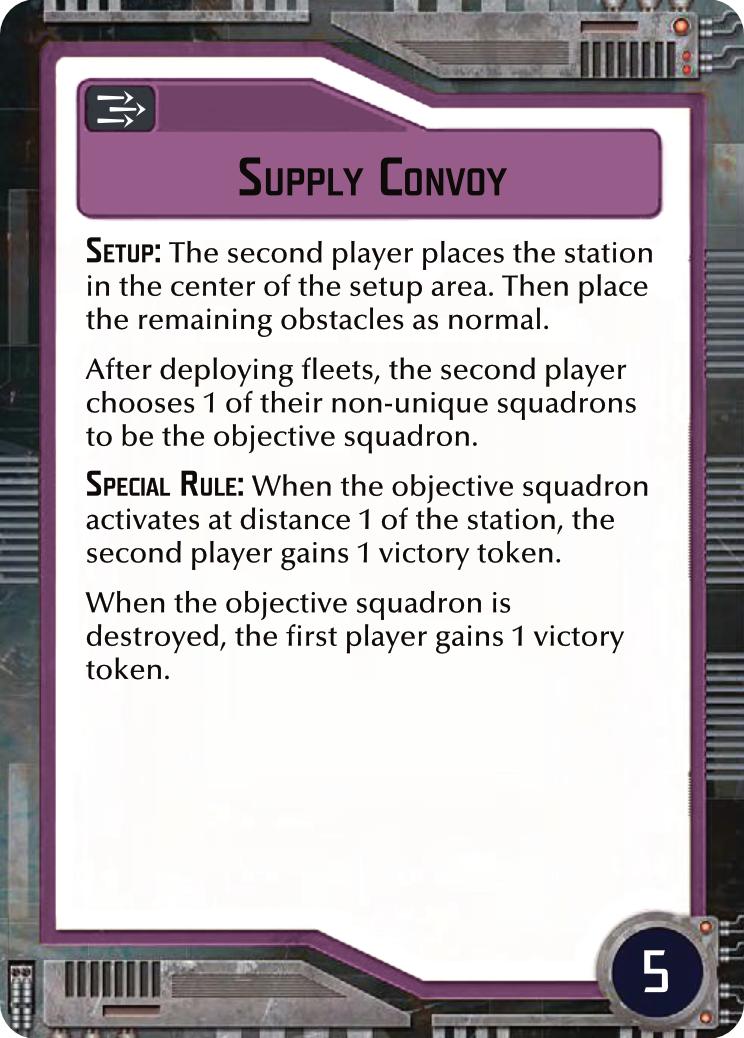 Supply Convoy
Setup: The second player places the station
in the center of the setup area. Then place
the remaining obstacles as normal.
After deploying fleets, the second player
chooses 1 of their non-unique squadrons
to be the objective squadron.
Special Rule: When the objective squadron
activates at distance 1 of the station, the
second player gains 1 victory token.
When the objective squadron is
destroyed, the first player gains 1 victory
token.
5